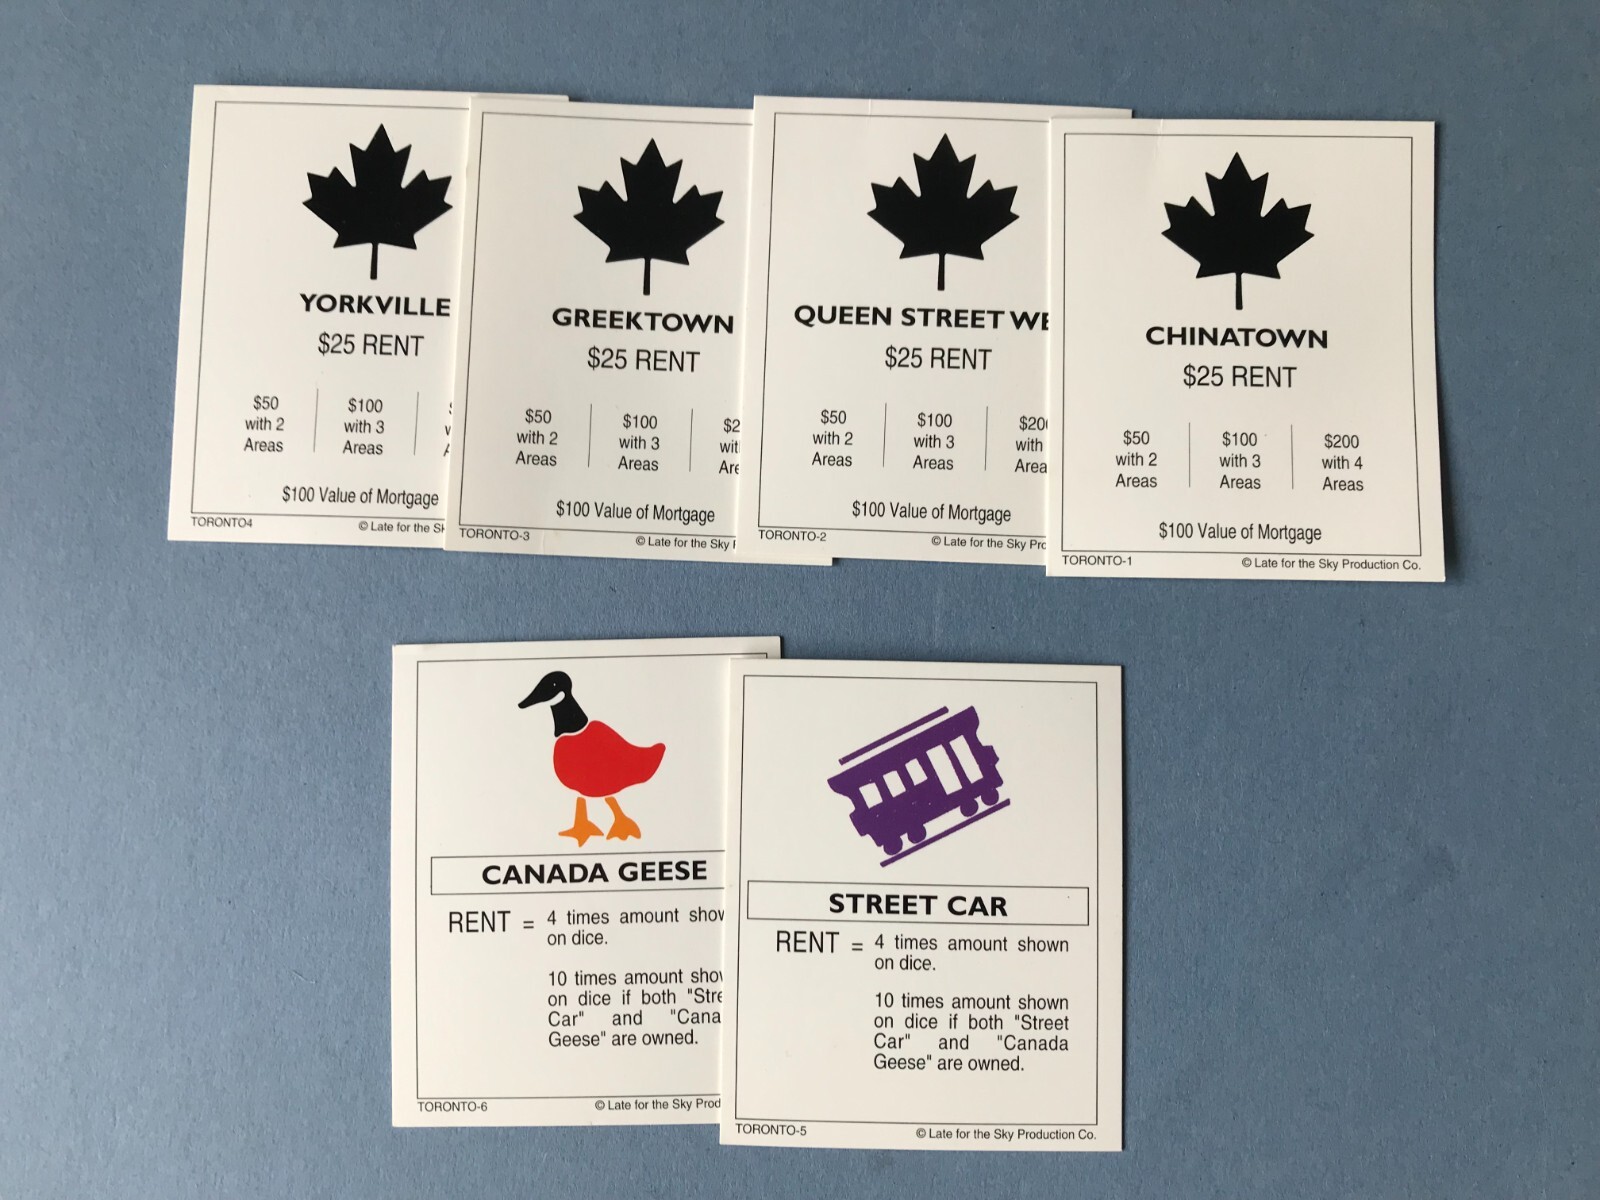 YORKVILLE
$25 RENT
$50
with 2
Areas
$100
with 3
Areas
$100 Value of Mortgage
TORONTO4
© Late for the
GREEKTOWN
$25 RENT
$50
with 2
Areas
$100
with 3
Areas
$100 Value of Mortgage
TORONTO-3
© Late for the Sky
QUEEN STREET
$25 RENT
$50
with 2
Areas
$100
with 3
Areas
with
$100 Value of Mortgage
TORONTO-2
© Late for the Sky
CHINATOWN
$25 RENT
$50
with 2
Areas
$100
with 3
Areas
$200
with 4
Areas
$100 Value of Mortgage
TORONTO-1
© Late for the Sky Production Co.
CANADA GEESE
RENT = 4 times amount
on dice.
10 times amount
on dice if both
Car" and
Geese" are owned.
TORONTO-6
© Late for the Sky
STREET CAR
RENT = 4 times amount shown
on dice.
10 times amount shown
on dice if both "Street
Car" and "Canada
Geese" are owned.
TORONTO-5
© Late for the Sky Production Co.